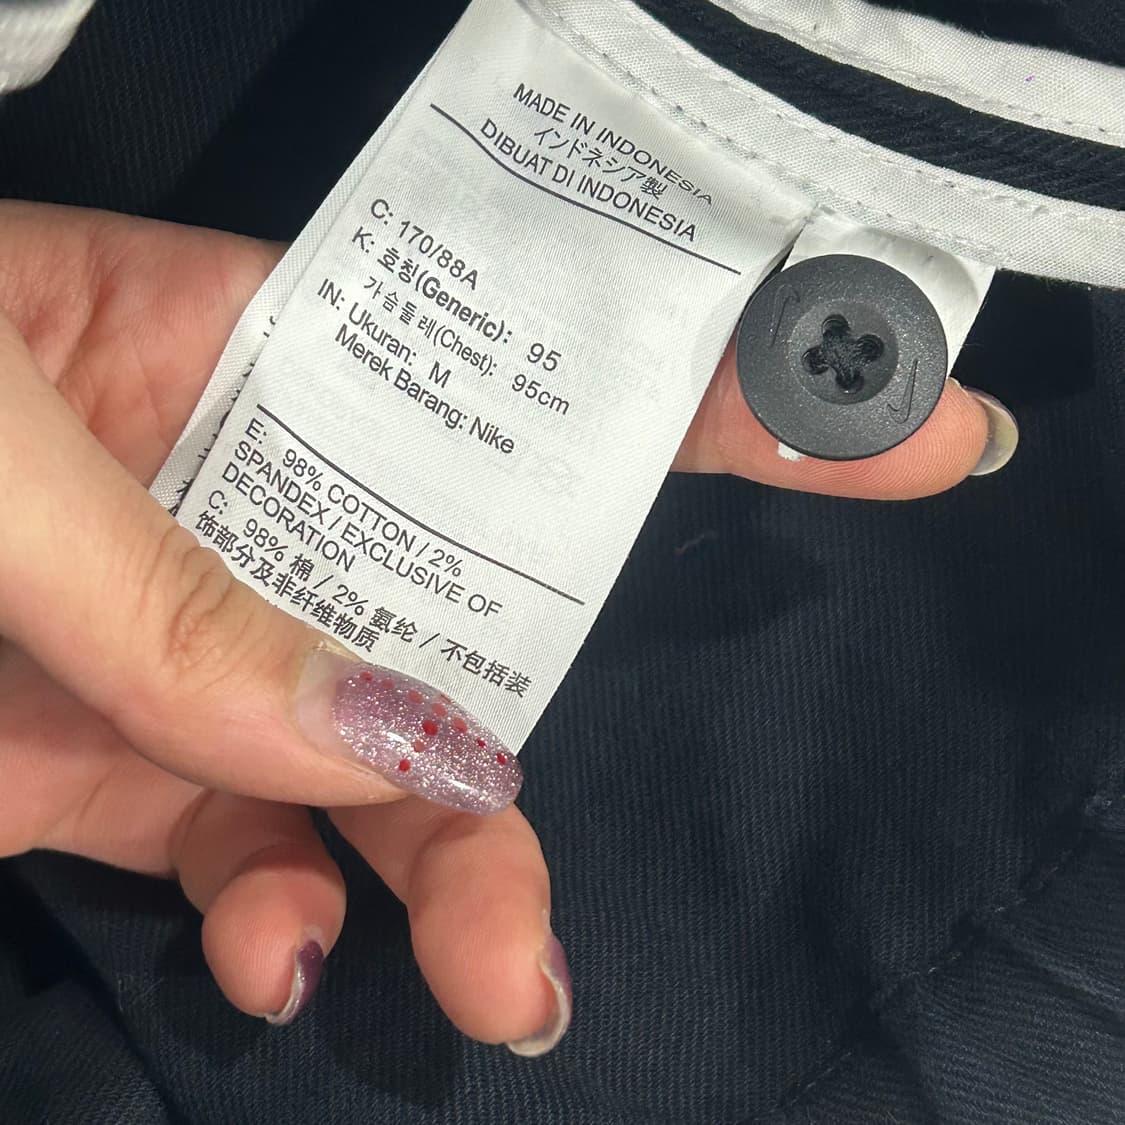 MADE IN INDONESIA
インドネシア製
DIBUAT DI INDONESIA
C: 170/88A
K: 호칭(Generic): 95
가슴둘레(Chest): 95cm
IN: Ukuran: M
Merek Barang: Nike
E: 98% COTTON / 2%
SPANDEX / EXCLUSIVE OF
DECORATION
C: 98% 棉 / 2% 氨纶 / 不包括装
饰部分及非纤维物质